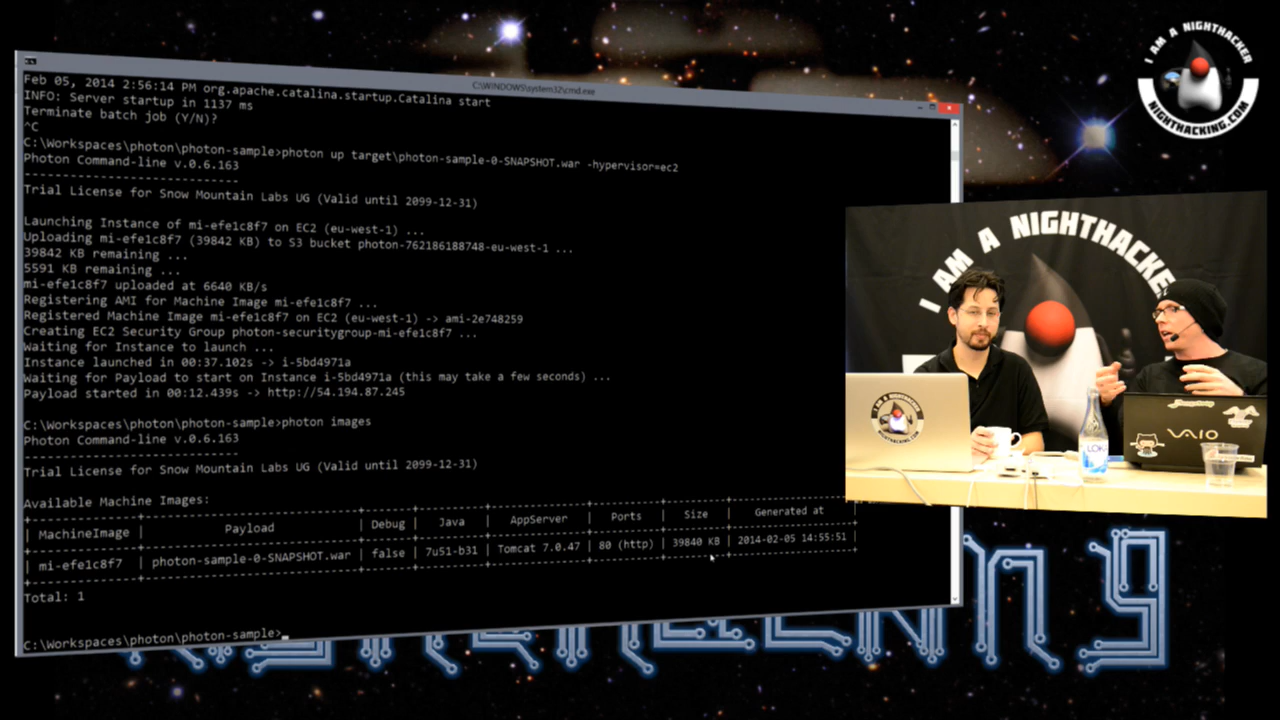 C:\WINDOWS\system32\cmd.exe
Feb 05, 2014 2:56:14 PM org.apache.catalina.startup.Catalina start
INFO: Server startup in 1137 ms
Terminate batch job (Y/N)?
^C
C:\Workspaces\photon\photon-sample>photon up target\photon-sample-0-SNAPSHOT.war -hypervisor=ec2
Photon Command-line v.0.6.163
------------------------------
Trial License for Snow Mountain Labs UG (Valid until 2099-12-31)
Launching Instance of mi-efe1c8f7 on EC2 (eu-west-1) ...
Uploading mi-efe1c8f7 (39842 KB) to S3 bucket photon-762186188748-eu-west-1 ...
39842 KB remaining ...
5591 KB remaining ...
mi-efe1c8f7 uploaded at 6640 KB/s
Registering AMI for Machine Image mi-efe1c8f7 ...
Registered Machine Image mi-efe1c8f7 on EC2 (eu-west-1) -> ami-2e748259
Creating EC2 Security Group photon-securitygroup-mi-efe1c8f7 ...
Waiting for Instance to launch ...
Instance launched in 00:37.102s -> i-5bd4971a
Waiting for Payload to start on Instance i-5bd4971a (this may take a few seconds) ...
Payload started in 00:12.439s -> http://54.194.87.245
C:\Workspaces\photon\photon-sample>photon images
Photon Command-line v.0.6.163
------------------------------
Trial License for Snow Mountain Labs UG (Valid until 2099-12-31)
Available Machine Images:
| MachineImage | Payload | Debug | Java | AppServer | Ports | Size | Generated at |
| mi-efe1c8f7 | photon-sample-0-SNAPSHOT.war | false | 7u51-b31 | Tomcat 7.0.47 | 80 (http) | 39840 KB | 2014-02-05 14:55:51 |
Total: 1
C:\Workspaces\photon\photon-sample>
I AM A NIGHTHACKER
NIGHTHACKING.COM
I AM A NIGHTHACKER
I AM A NIGHTHACKER
NIGHTHACKING.COM
VAIO